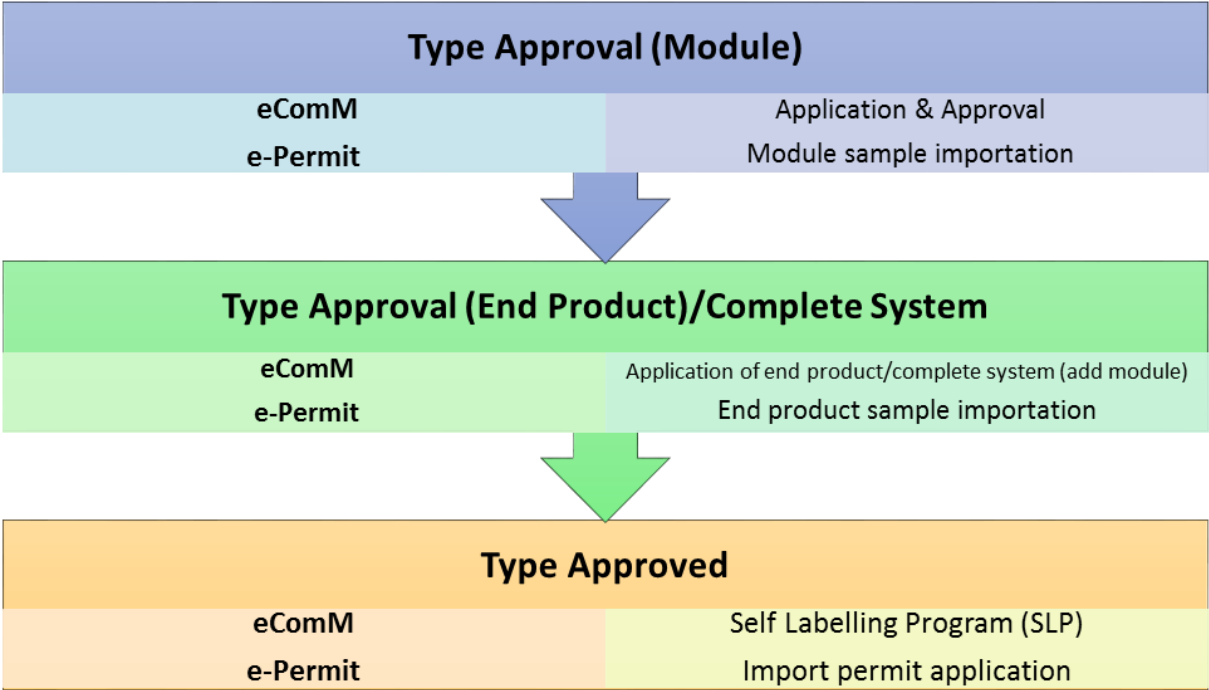 Type Approval (Module)
eComM
Application & Approval
e-Permit
Module sample importation
Type Approval (End Product)/Complete System
eComM
Application of end product/complete system (add module)
e-Permit
End product sample importation
Type Approved
eComM
Self Labelling Program (SLP)
e-Permit
Import permit application